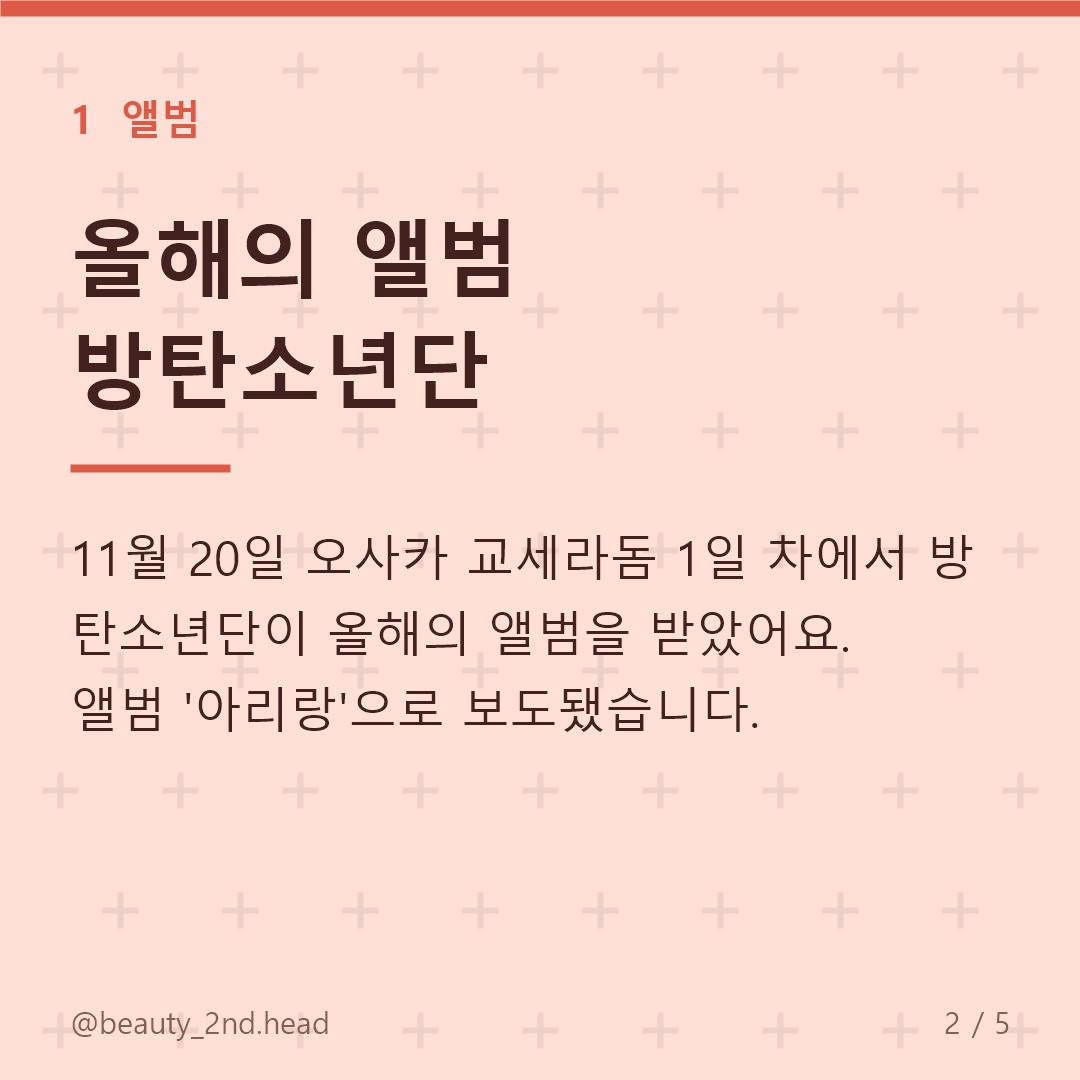 1 앨범
올해의 앨범
방탄소년단
11월 20일 오사카 교세라돔 1일 차에서 방
탄소년단이 올해의 앨범을 받았어요.
앨범 '아리랑'으로 보도됐습니다.
@beauty_2nd.head
2 / 5